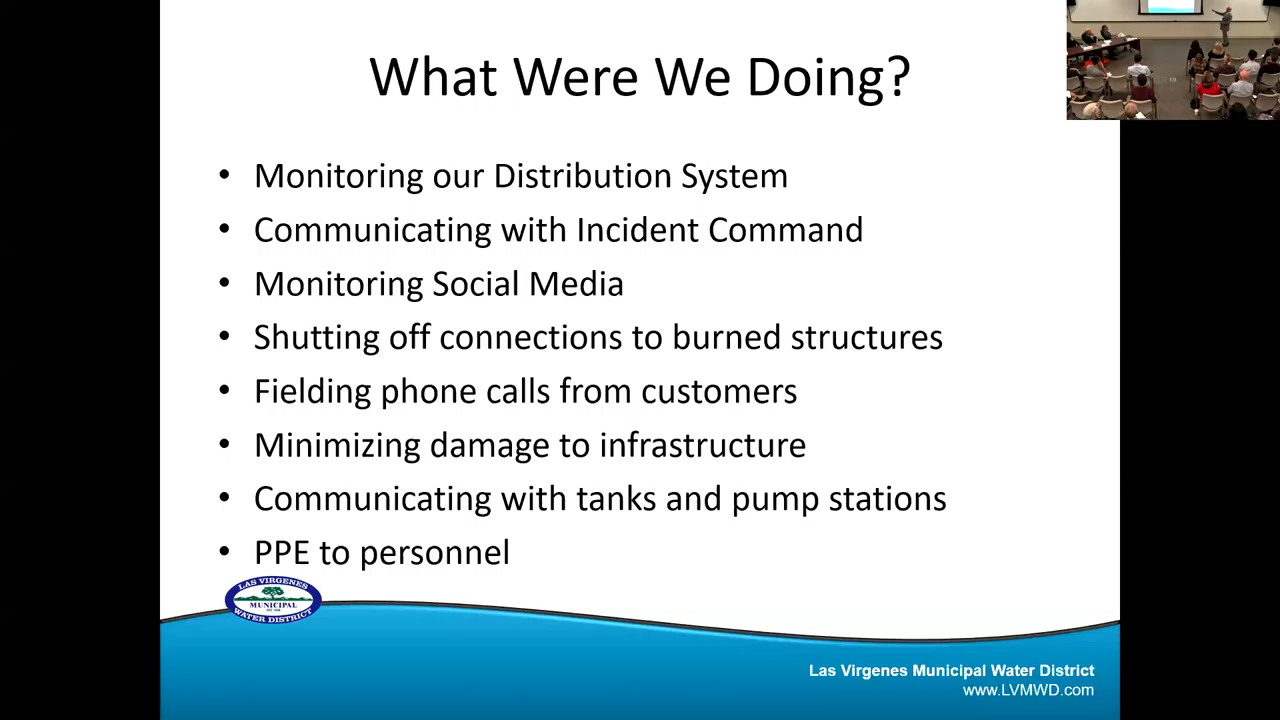 What Were We Doing?
• Monitoring our Distribution System
• Communicating with Incident Command
• Monitoring Social Media
• Shutting off connections to burned structures
• Fielding phone calls from customers
• Minimizing damage to infrastructure
• Communicating with tanks and pump stations
• PPE to personnel
LAS VIRGENES
MUNICIPAL
WATER DISTRICT
Las Virgenes Municipal Water District
www.LVMWD.com